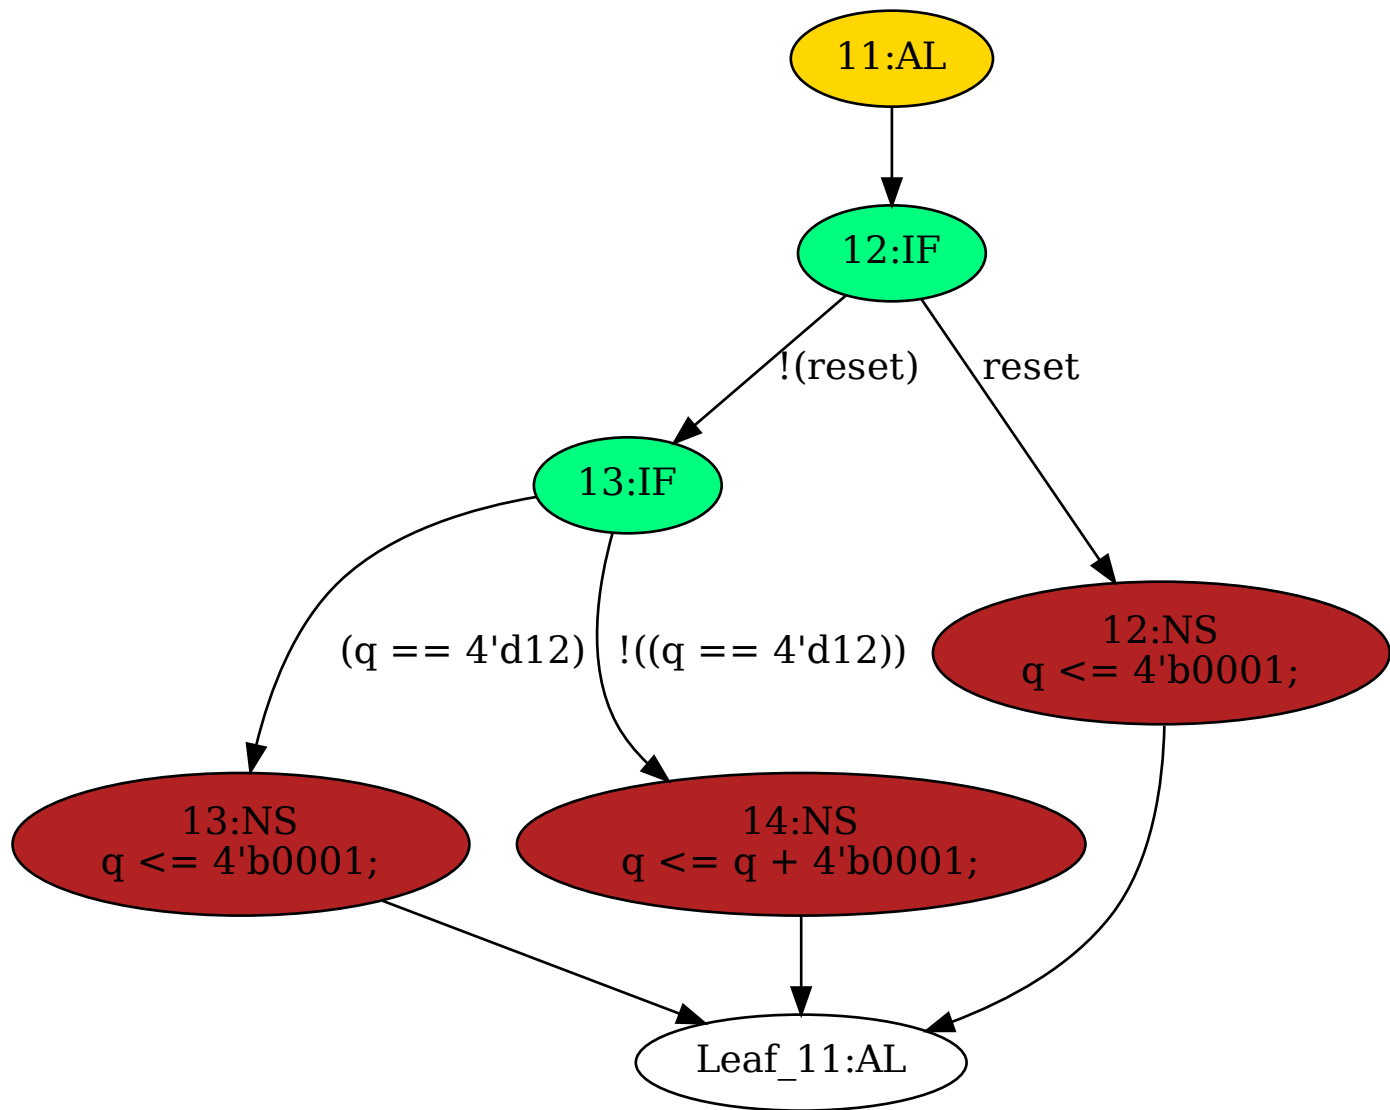 11:AL
12:IF
!(reset)
reset
13:IF
(q == 4'd12)
!((q == 4'd12))
12:NS
q <= 4'b0001;
13:NS
q <= 4'b0001;
14:NS
q <= q + 4'b0001;
Leaf_11:AL